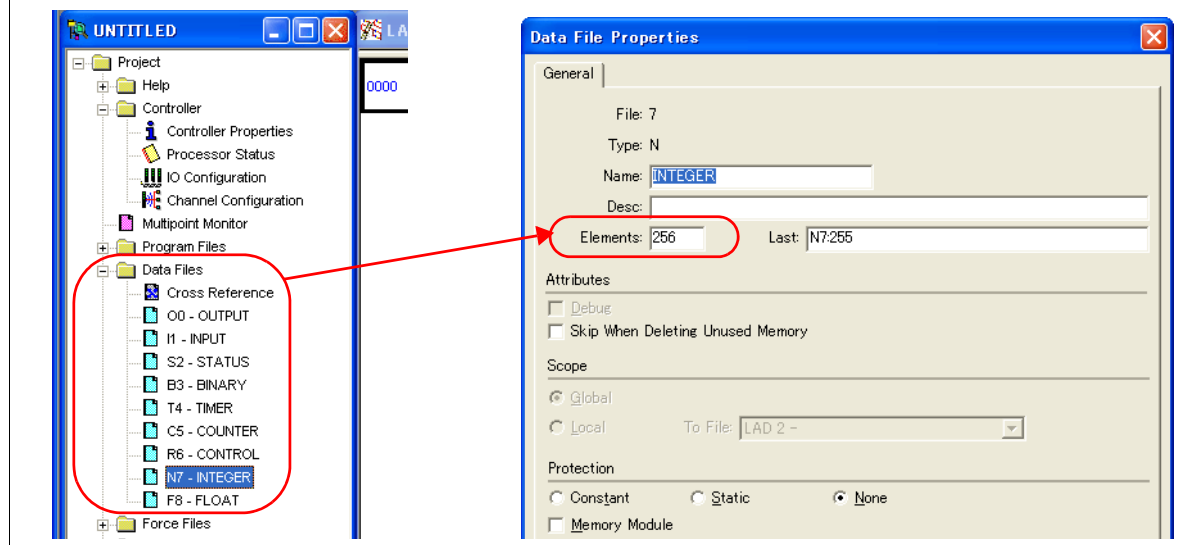 UNTITLED
LA
Project
Help
0000
Controller
Controller Properties
Processor Status
IO Configuration
Channel Configuration
Multipoint Monitor
Program Files
Data Files
Cross Reference
O0 - OUTPUT
I1 - INPUT
S2 - STATUS
B3 - BINARY
T4 - TIMER
C5 - COUNTER
R6 - CONTROL
N7 - INTEGER
F8 - FLOAT
Force Files
Data File Properties
General
File: 7
Type: N
Name: INTEGER
Desc:
Elements: 256 Last: N7:255
Attributes
Debug
Skip When Deleting Unused Memory
Scope
Global
Local To File: LAD 2 -
Protection
Constant Static None
Memory Module